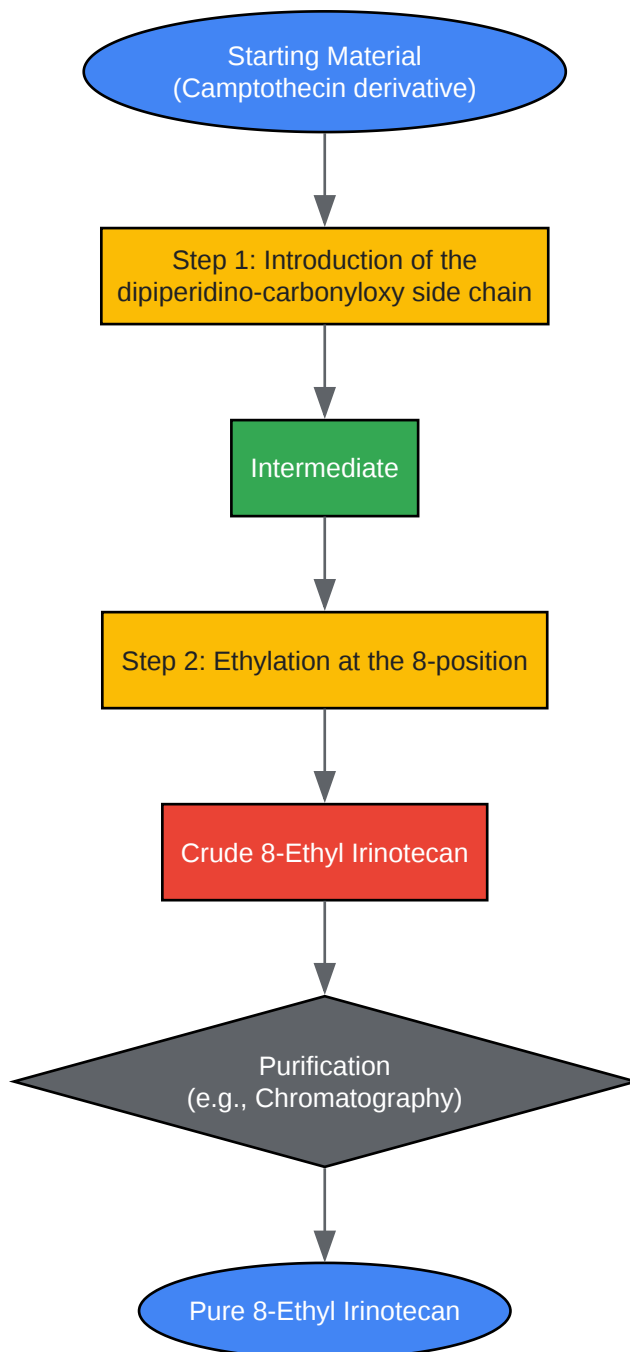 Starting Material
(Camptothecin derivative)
Step 1: Introduction of the
dipiperidino-carbonyloxy side chain
Intermediate
Step 2: Ethylation at the 8-position
Crude 8-Ethyl Irinotecan
Purification
(e.g., Chromatography)
Pure 8-Ethyl Irinotecan